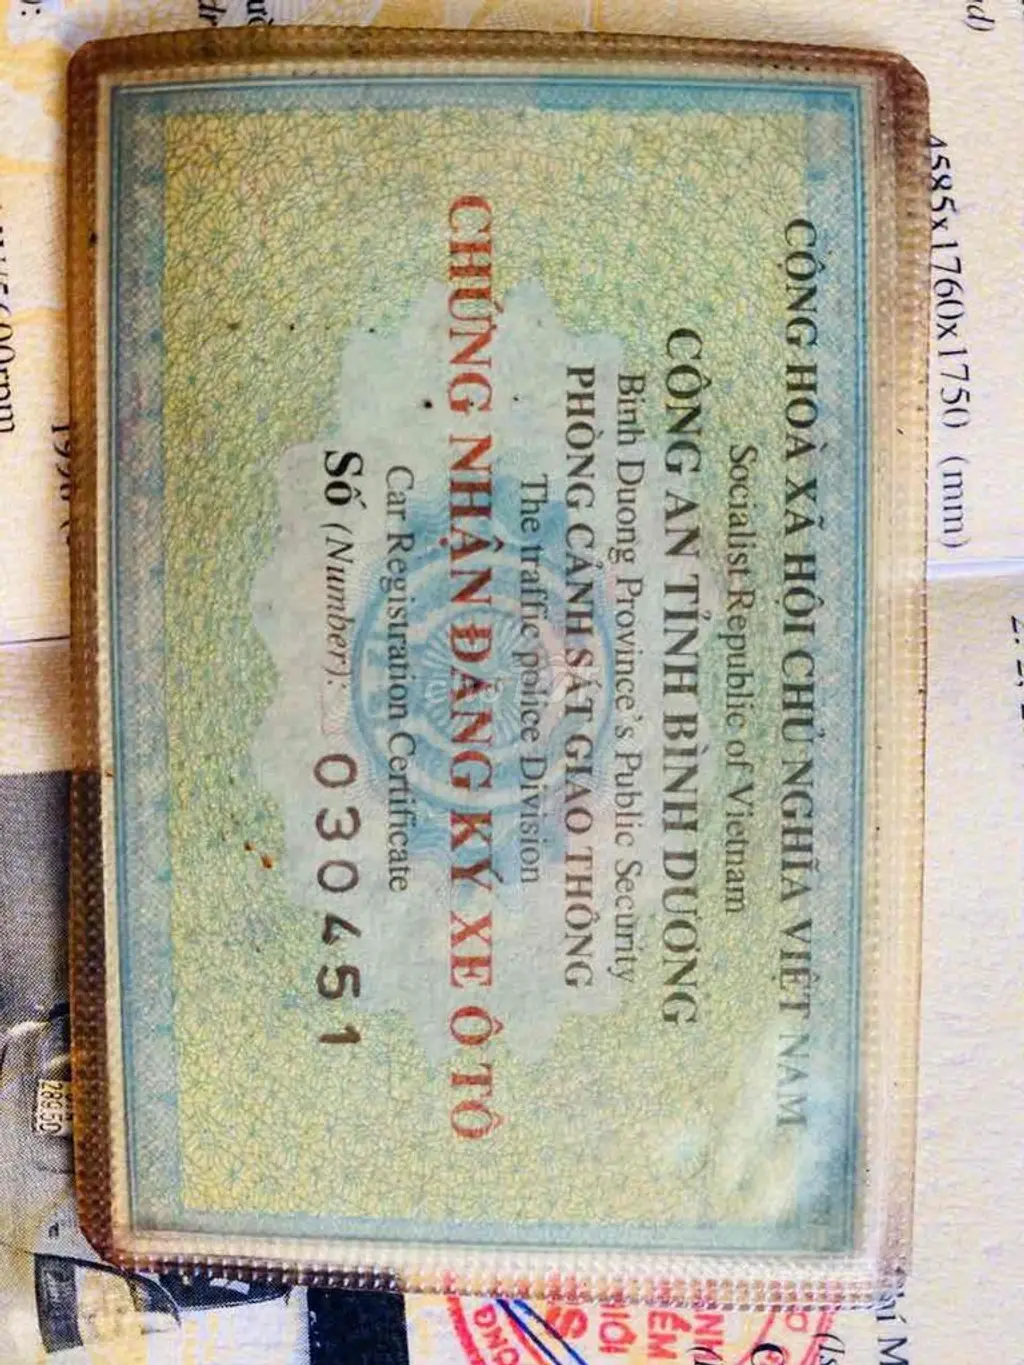 CỘNG HOÀ XÃ HỘI CHỦ NGHĨA VIỆT NAM
Socialist Republic of Vietnam
CÔNG AN TỈNH BÌNH DƯƠNG
Binh Duong Province's Public Security
PHÒNG CẢNH SÁT GIAO THÔNG
The traffic police Division
CHỨNG NHẬN ĐĂNG KÝ XE Ô TÔ
Car Registration Certificate
Số (Number): 030451
4585x1760x1750 (mm)